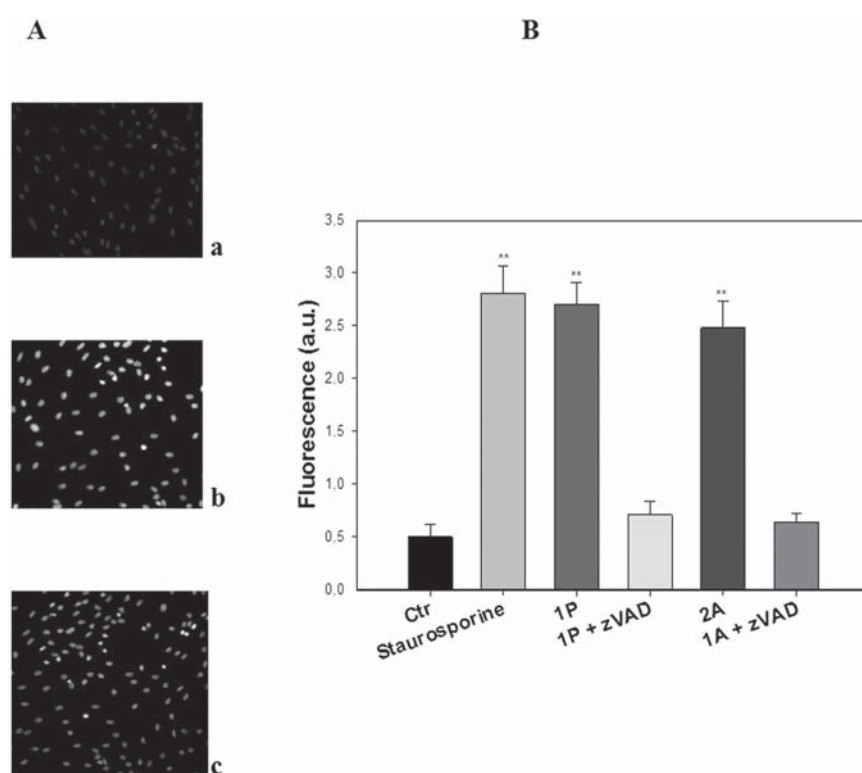 A
B
a
b
c
Fluorescence (a.u.)
3.5
3.0
2.5
2.0
1.5
1.0
0.5
0.0
**
**
**
Ctr
Staurosporine
1P
1P + zVAD
2A
1A + zVAD